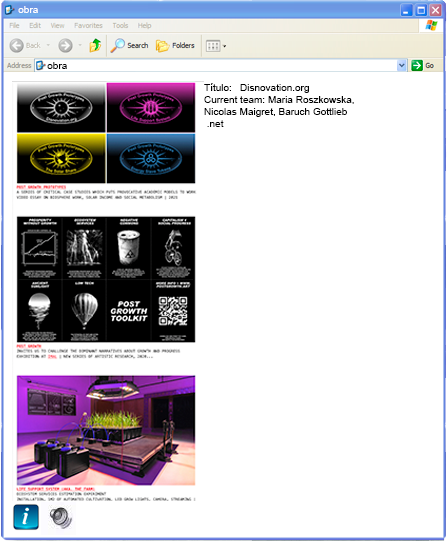 obra
File Edit View Favorites Tools Help
Back Search Folders
Address obra Go
Título: Disnovation.org
Current team: Maria Roszkowska,
Nicolas Maigret, Baruch Gottlieb
.net
Post Growth Prototypes
Disnovation.org
Post Growth Prototypes
Life Support System
Post Growth Prototypes
The Solar Share
Post Growth Prototypes
Energy Slave Tokens
POST GROWTH PROTOTYPES
A SERIES OF CRITICAL CASE STUDIES WHICH PUTS PROVOCATIVE ACADEMIC MODELS TO WORK
VIDEO ESSAY ON BIOSPHERE WORK, SOLAR INCOME AND SOCIAL METABOLISM | 2020
PROSPERITY WITHOUT GROWTH
ECOSYSTEM SERVICES
NEGATIVE COMMONS
CAPITALISM & SOCIAL PROGRESS
ANCIENT SUNLIGHT
LOW TECH
POST GROWTH TOOLKIT
MORE INFO | WWW. POSTGROWTH.ART
POST GROWTH
INVITES US TO CHALLENGE THE DOMINANT NARRATIVES ABOUT GROWTH AND PROGRESS
EXHIBITION AT IMAL | NEW SERIES OF ARTISTIC RESEARCH, 2020...
LIFE SUPPORT SYSTEM (AKA. THE FARM)
ECOSYSTEM SERVICES ESTIMATION EXPERIMENT
INSTALLATION, 1M2 OF AUTOMATED CULTIVATION, LED GROW LIGHTS, CAMERA, STREAMING |